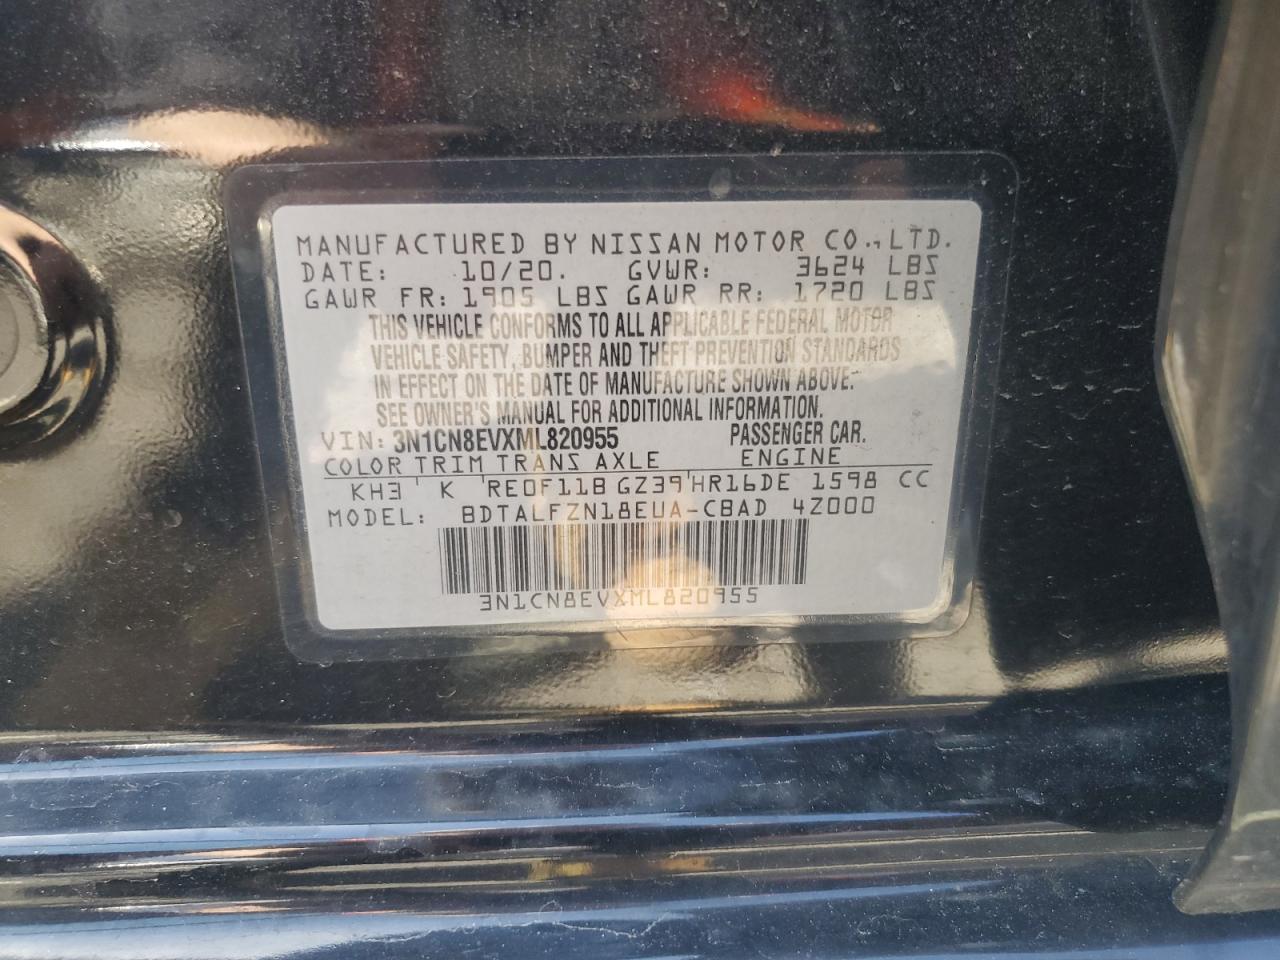 MANUFACTURED BY NISSAN MOTOR CO., LTD.
DATE: 10/20. GVWR: 3624 LBS
GAWR FR: 1905 LBS GAWR RR: 1720 LBS
THIS VEHICLE CONFORMS TO ALL APPLICABLE FEDERAL MOTOR
VEHICLE SAFETY, BUMPER AND THEFT PREVENTION STANDARDS
IN EFFECT ON THE DATE OF MANUFACTURE SHOWN ABOVE.
SEE OWNER'S MANUAL FOR ADDITIONAL INFORMATION.
VIN: 3N1CN8EVXML820955 PASSENGER CAR.
COLOR TRIM TRANS AXLE ENGINE
KH3 K RE0F11B GZ39 HR16DE 1598 CC
MODEL: BDTALFZN18EUA-CBAD 4Z000
3N1CN8EVXML820955